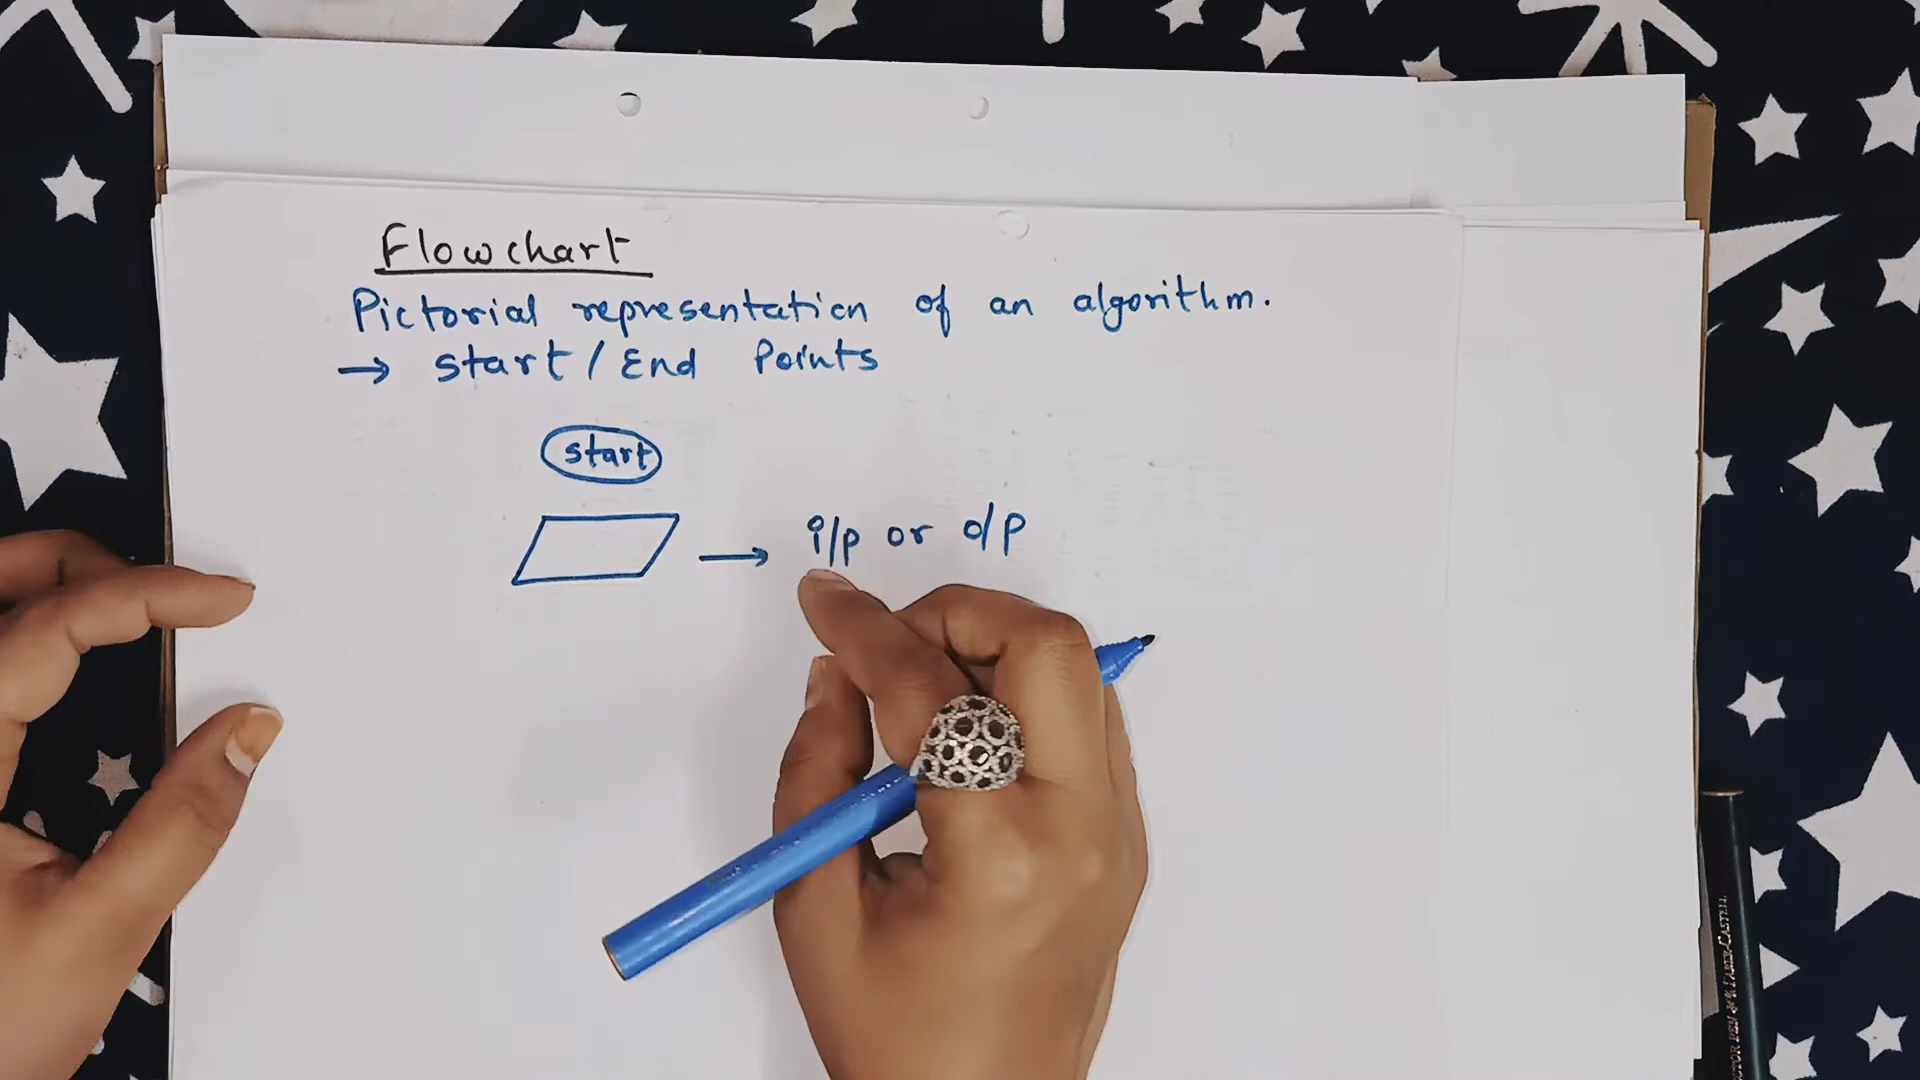 Flowchart
Pictorial representation of an algorithm.
→ start / End Points
start
→ i/p or o/p